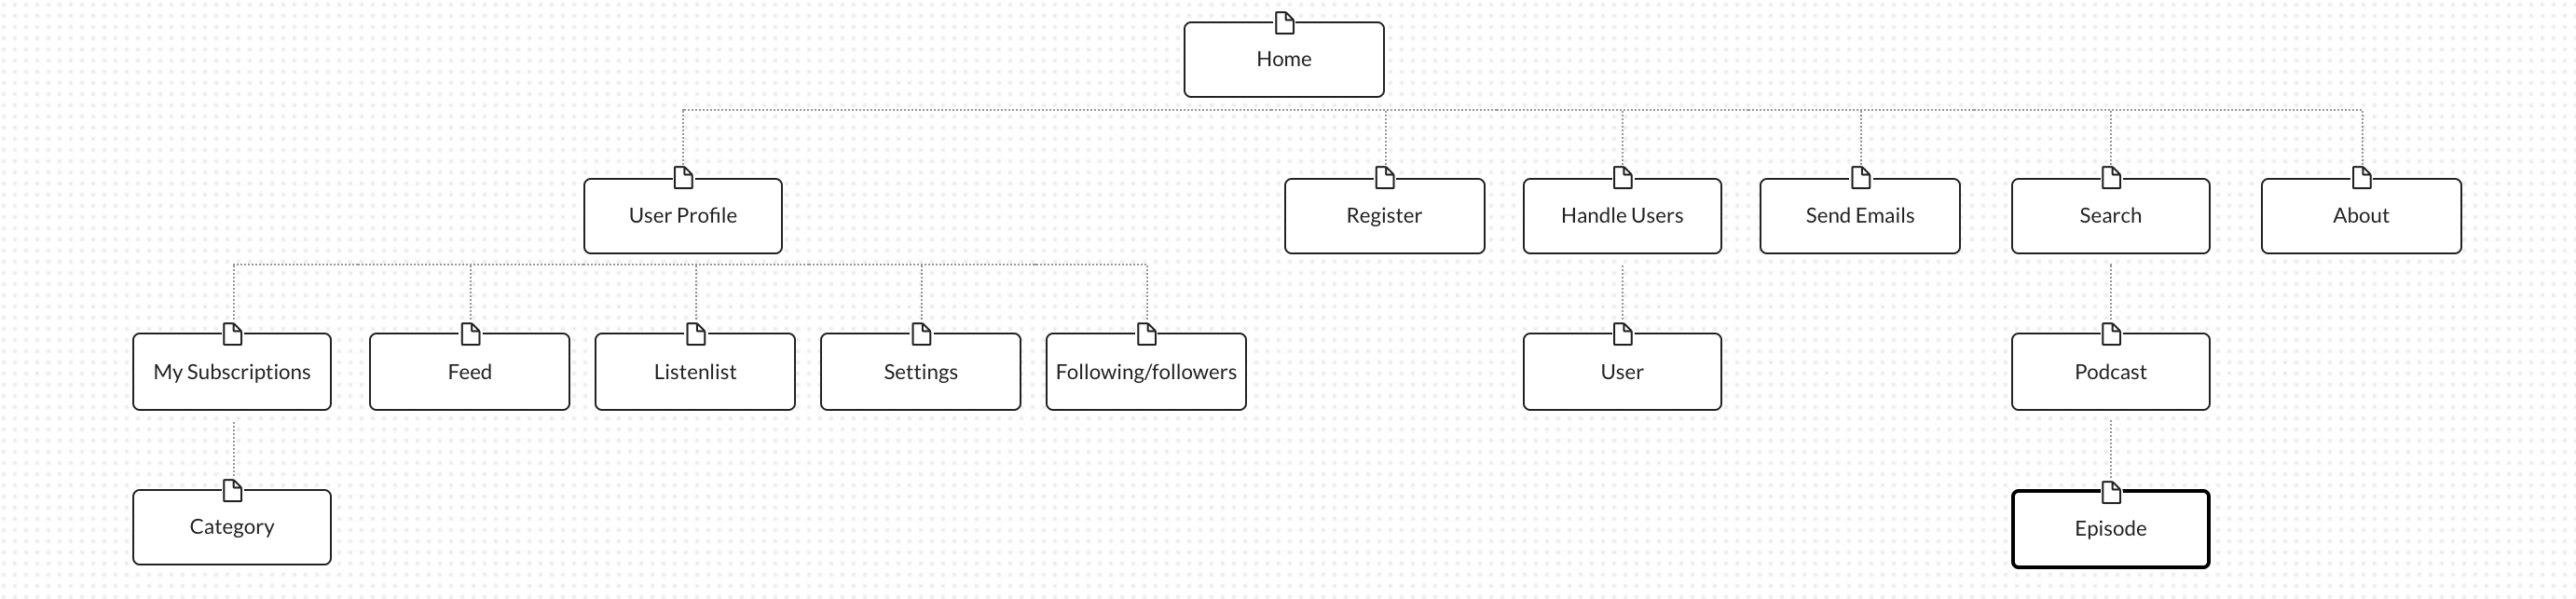 Home
User Profile
Register
Handle Users
Send Emails
Search
About
My Subscriptions
Feed
Listenlist
Settings
Following/followers
User
Podcast
Category
Episode